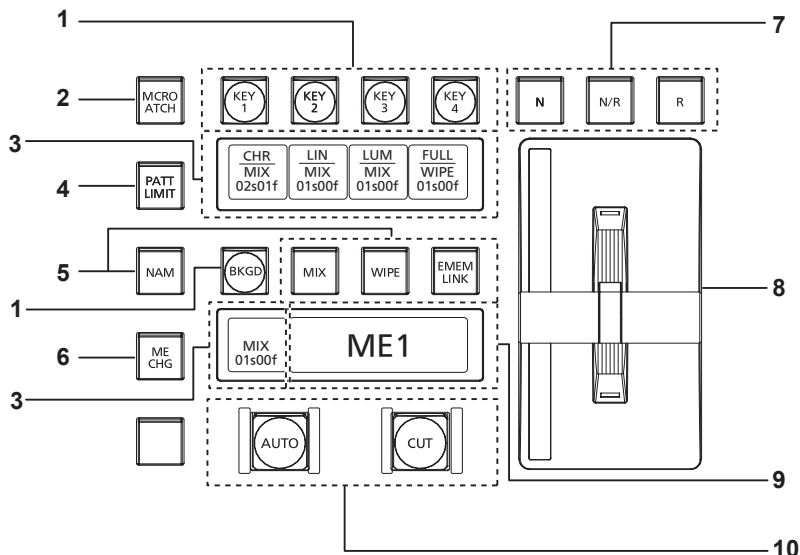 1
7
2
MCRO
ATCH
KEY
1
KEY
2
KEY
3
KEY
4
N
N/R
R
3
CHR
MIX
02s01f
LIN
MIX
01s00f
LUM
MIX
01s00f
FULL
WIPE
01s00f
4
PATT
LIMIT
5
NAM
BKGD
MIX
WIPE
EMEM
LINK
8
1
6
ME
CHG
MIX
01s00f
ME1
3
AUTO
CUT
9
10